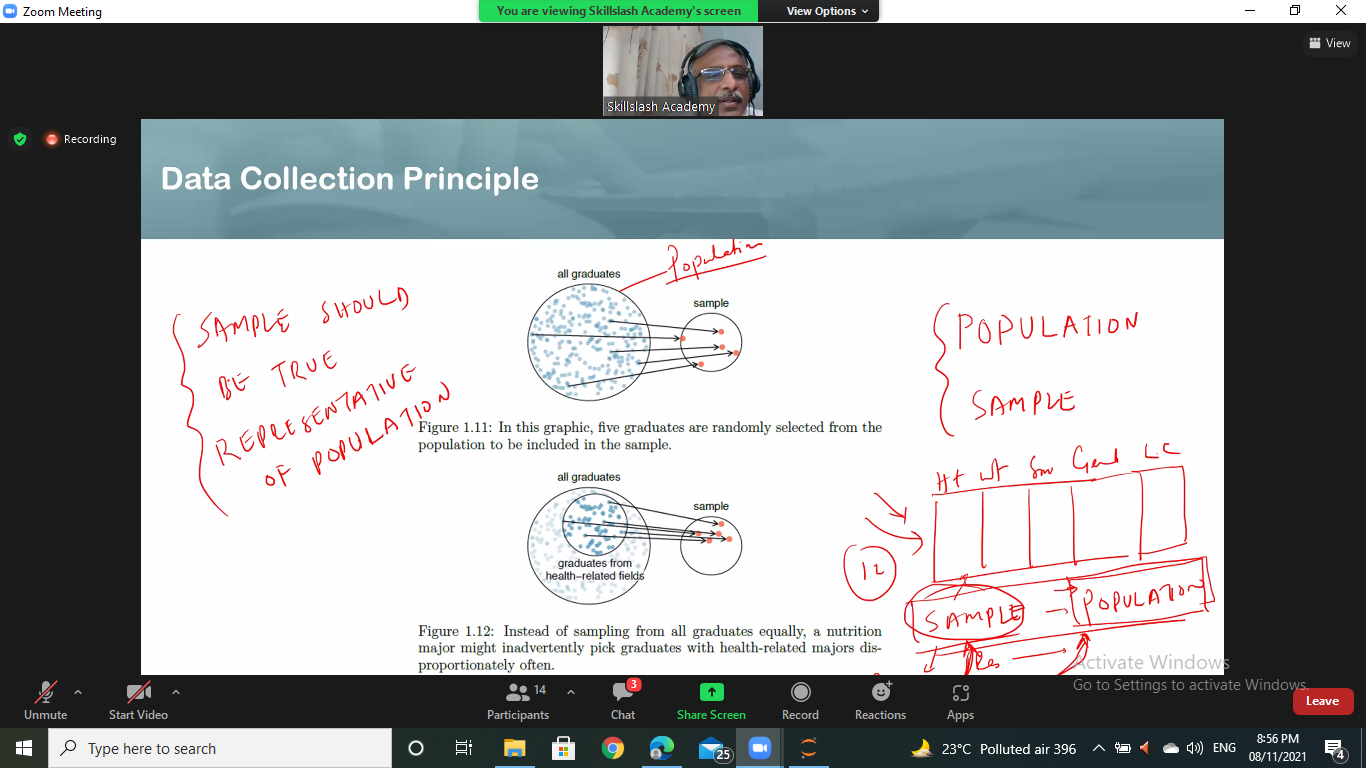 Zoom Meeting
You are viewing Skillslash Academy's screen
View Options
View
Skillslash Academy
Recording
Data Collection Principle
Population
all graduates
sample
SAMPLE SHOULD
BE TRUE
REPRESENTATIVE
OF POPULATION
POPULATION
SAMPLE
Figure 1.11: In this graphic, five graduates are randomly selected from the
population to be included in the sample.
all graduates
sample
graduates from
health-related fields
Ht Wt Gend LC
12
SAMPLE → POPULATION
Figure 1.12: Instead of sampling from all graduates equally, a nutrition
major might inadvertently pick graduates with health-related majors dis-
proportionately often.
Activate Windows
Go to Settings to activate Windows.
14
3
Unmute
Start Video
Participants
Chat
Share Screen
Record
Reactions
Apps
Leave
Type here to search
25
23°C Polluted air 396
ENG
8:56 PM
08/11/2021
4